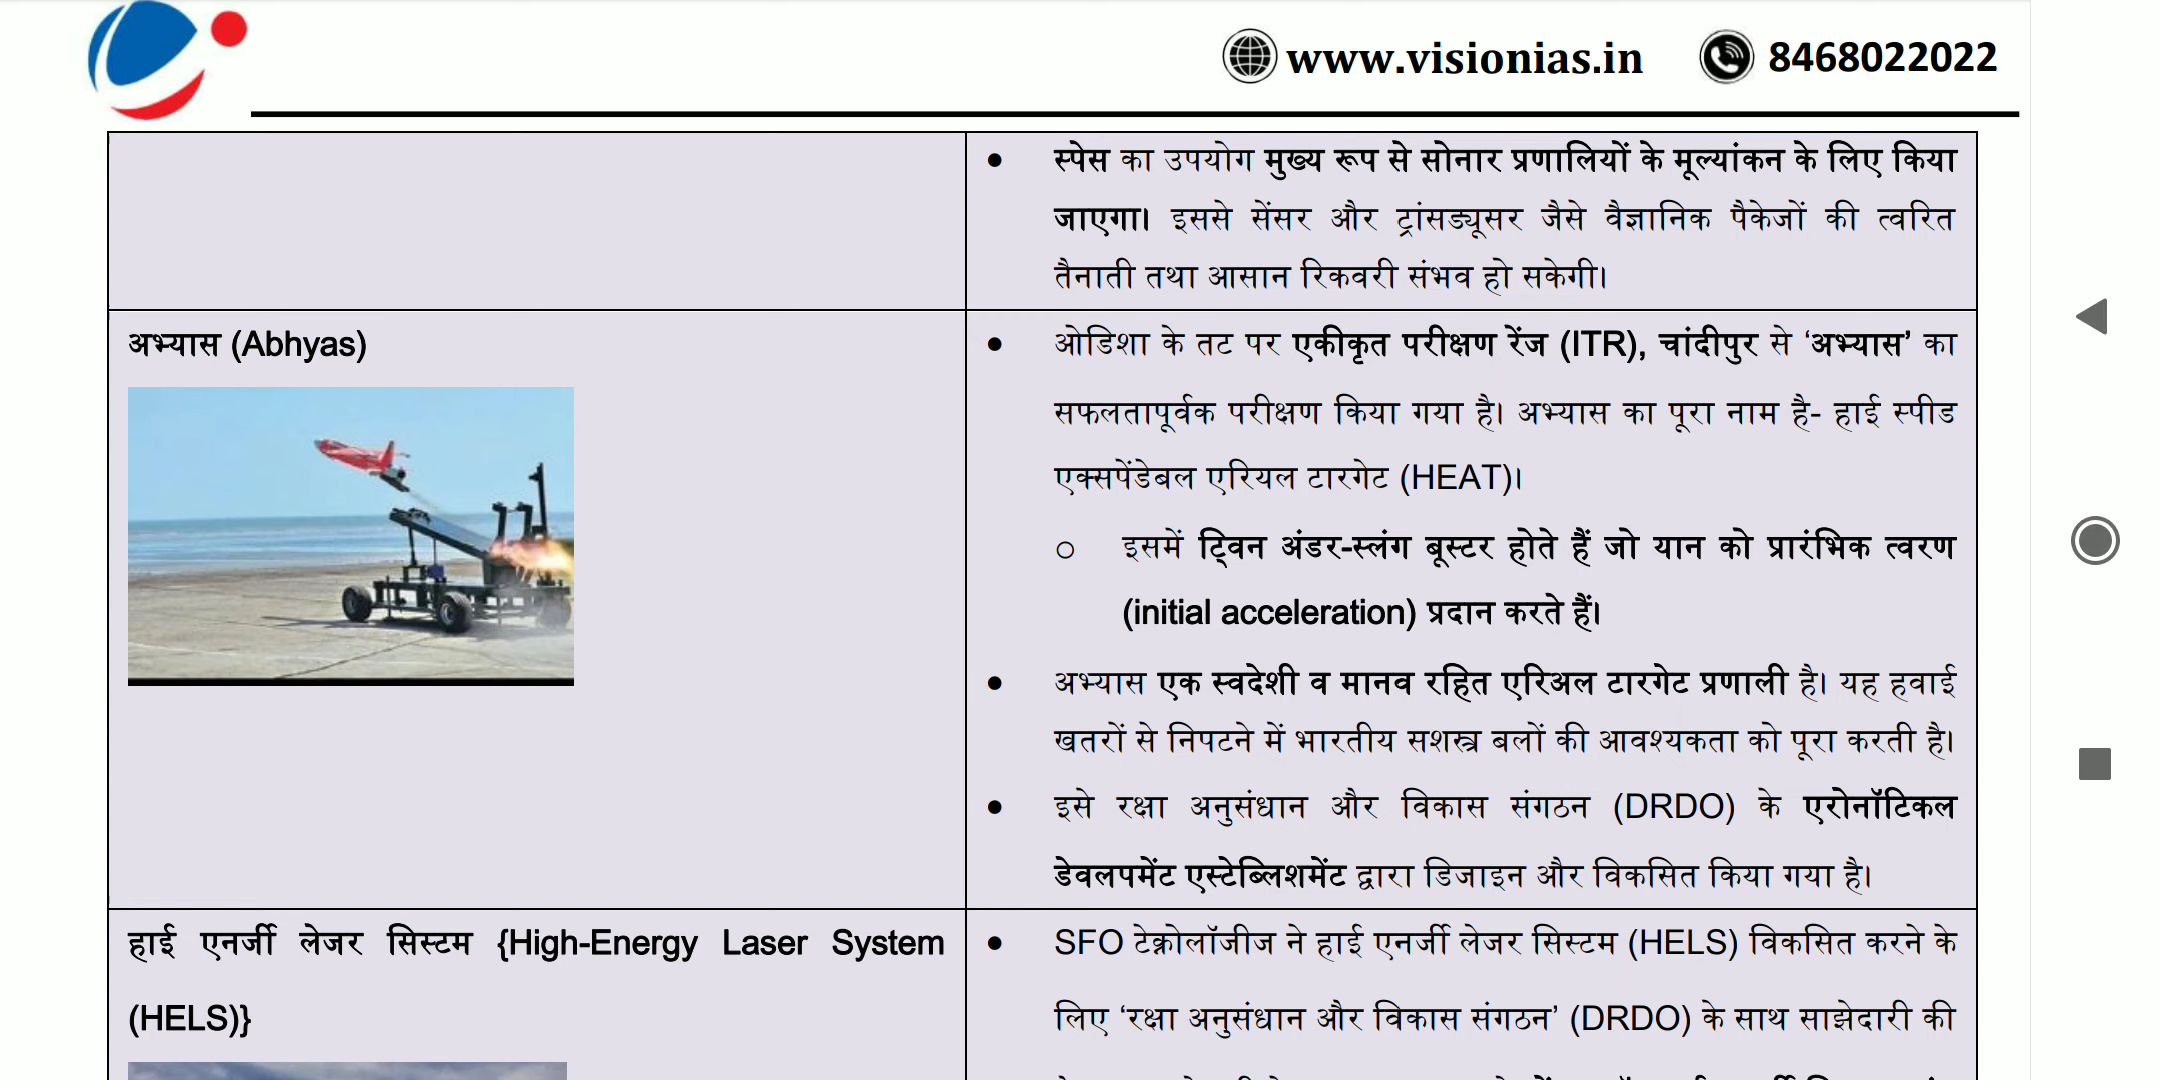 www.visionias.in 8468022022
स्पेस का उपयोग मुख्य रूप से सोनार प्रणालियों के मूल्यांकन के लिए किया
जाएगा। इससे सेंसर और ट्रांसड्यूसर जैसे वैज्ञानिक पैकेजों की त्वरित
तैनाती तथा आसान रिकवरी संभव हो सकेगी।
अभ्यास (Abhyas)
ओडिशा के तट पर एकीकृत परीक्षण रेंज (ITR), चांदीपुर से ‘अभ्यास’ का
सफलतापूर्वक परीक्षण किया गया है। अभ्यास का पूरा नाम है- हाई स्पीड
एक्सपेंडेबल एरियल टारगेट (HEAT)।
इसमें ट्विन अंडर-स्लंग बूस्टर होते हैं जो यान को प्रारंभिक त्वरण
(initial acceleration) प्रदान करते हैं।
अभ्यास एक स्वदेशी व मानव रहित एरिअल टारगेट प्रणाली है। यह हवाई
खतरों से निपटने में भारतीय सशस्त्र बलों की आवश्यकता को पूरा करती है।
इसे रक्षा अनुसंधान और विकास संगठन (DRDO) के एरोनॉटिकल
डेवलपमेंट एस्टेब्लिशमेंट द्वारा डिजाइन और विकसित किया गया है।
हाई एनर्जी लेजर सिस्टम {High-Energy Laser System
(HELS)}
SFO टेक्नोलॉजीज ने हाई एनर्जी लेजर सिस्टम (HELS) विकसित करने के
लिए ‘रक्षा अनुसंधान और विकास संगठन’ (DRDO) के साथ साझेदारी की